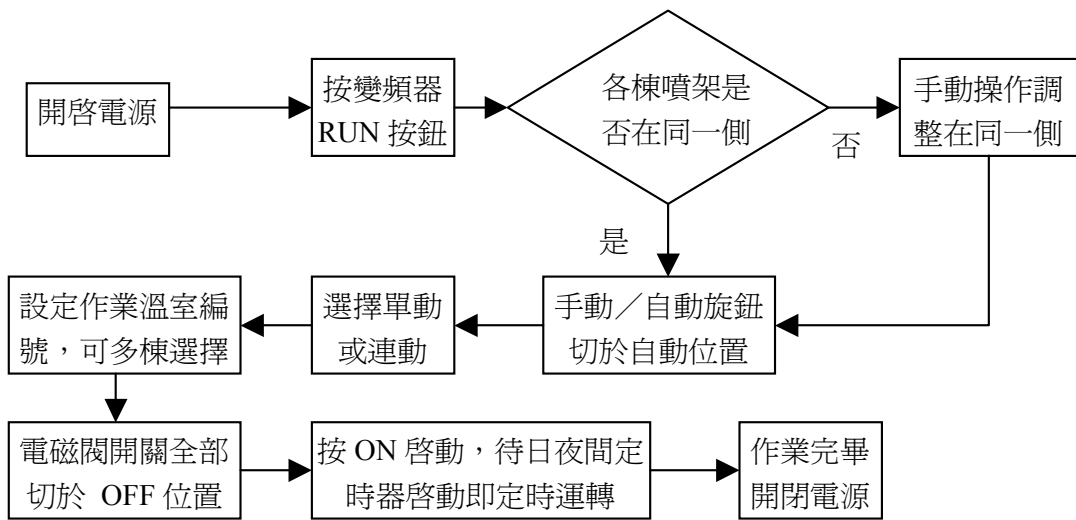 開啓電源
按變頻器
RUN 按鈕
各棟噴架是
否在同一側
否
手動操作調
整在同一側
是
手動／自動旋鈕
切於自動位置
選擇單動
或連動
設定作業溫室編
號，可多棟選擇
電磁閥開關全部
切於 OFF 位置
按 ON 啓動，待日夜間定
時器啓動即定時運轉
作業完畢
開閉電源